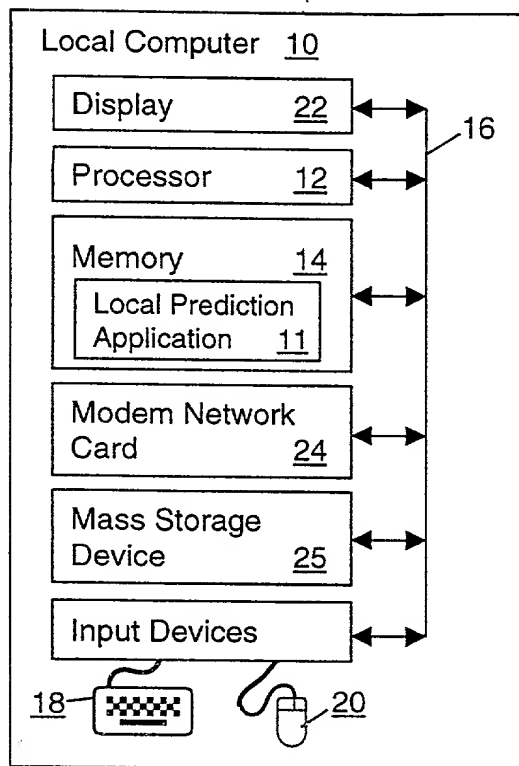 Local Computer 10
Display 22
16
Processor 12
Memory 14
Local Prediction
Application 11
Modem Network
Card 24
Mass Storage
Device 25
Input Devices
18
20